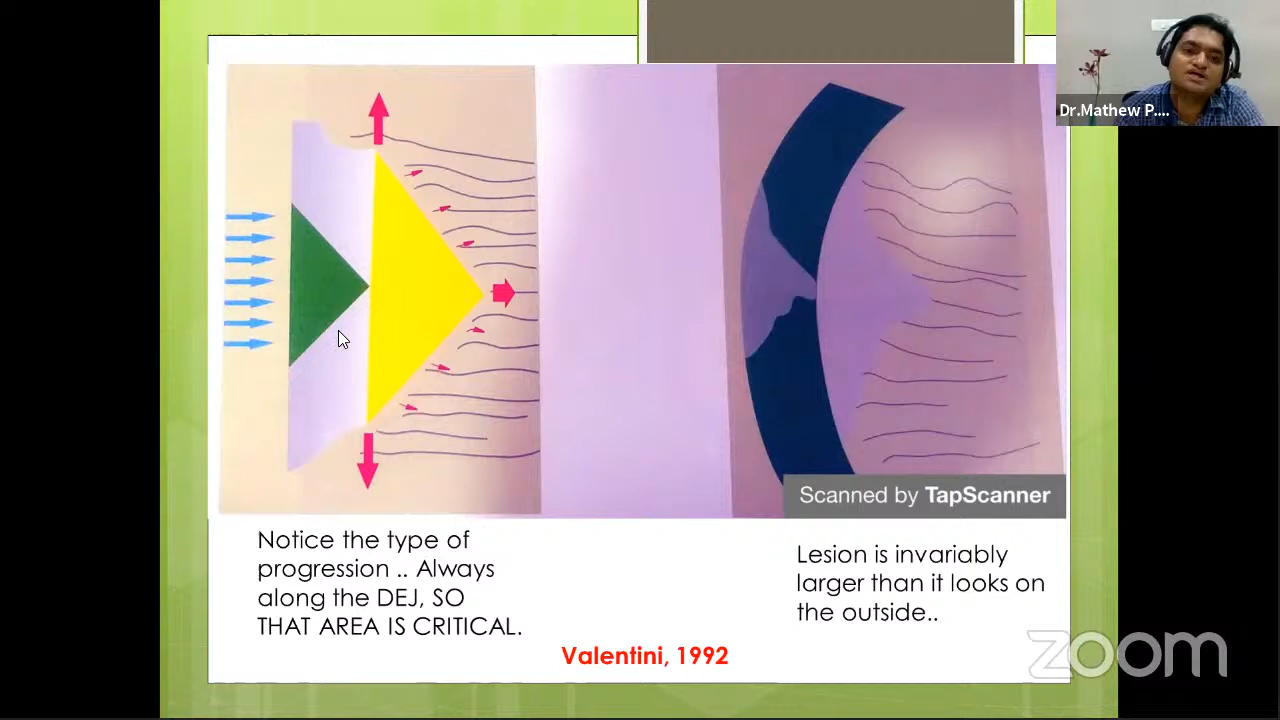 Dr.Mathew P....
Scanned by TapScanner
Notice the type of
progression .. Always
along the DEJ, SO
THAT AREA IS CRITICAL.
Lesion is invariably
larger than it looks on
the outside..
Valentini, 1992
zoom